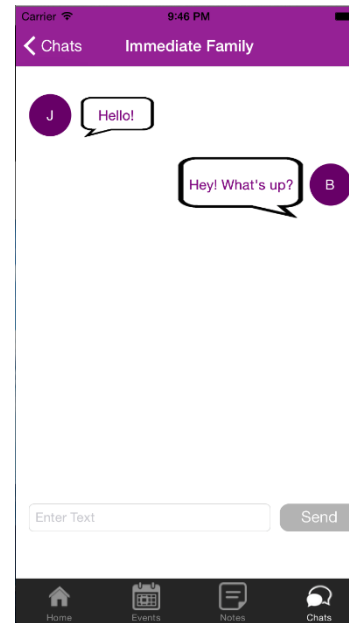 Carrier 9:46 PM
Chats Immediate Family
J Hello!
Hey! What's up? B
Enter Text Send
Home Events Notes Chats